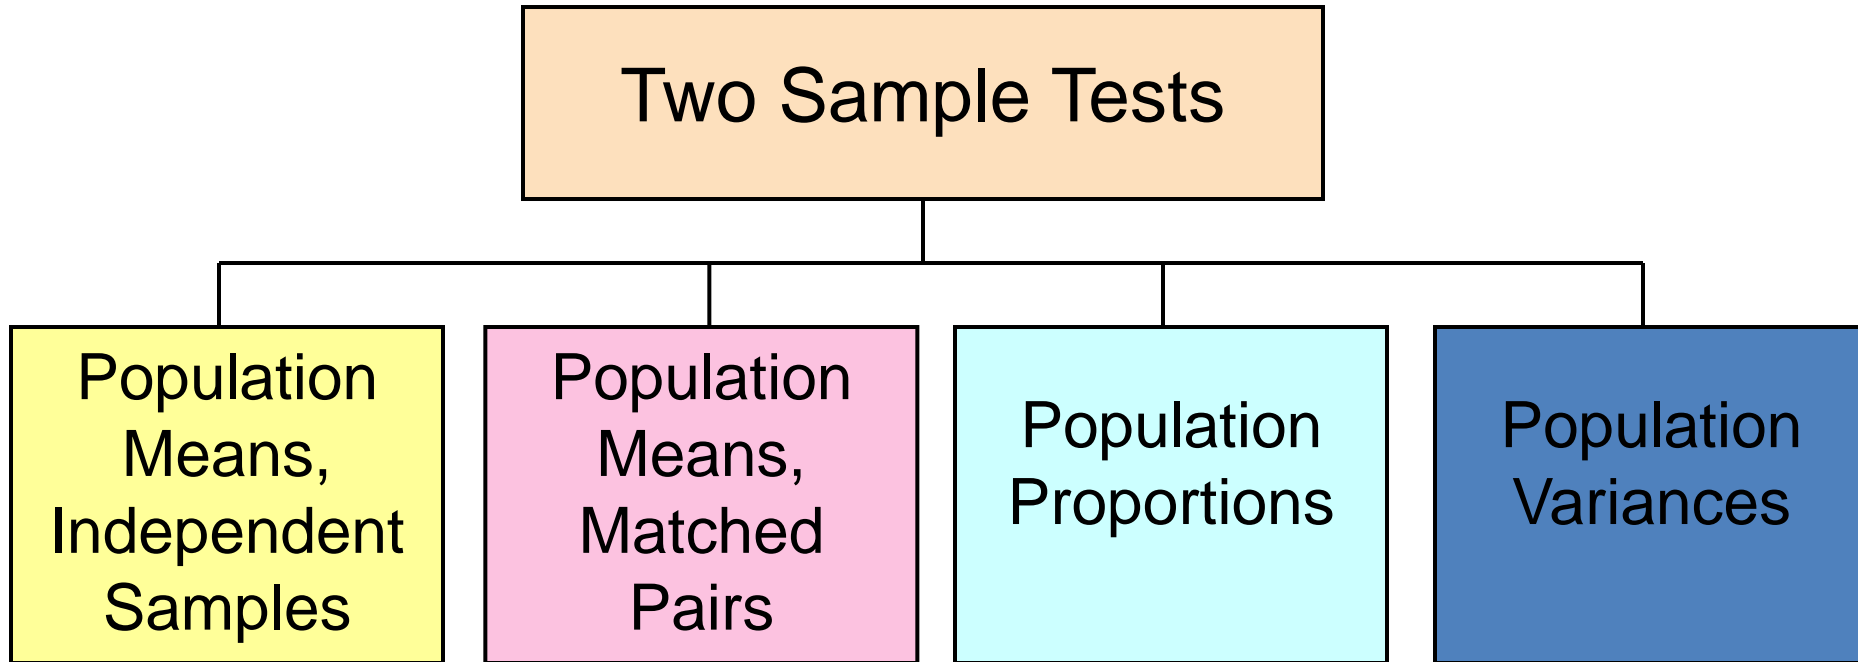 Two Sample Tests
Population
Means,
Independent
Samples
Population
Means,
Matched
Pairs
Population
Proportions
Population
Variances